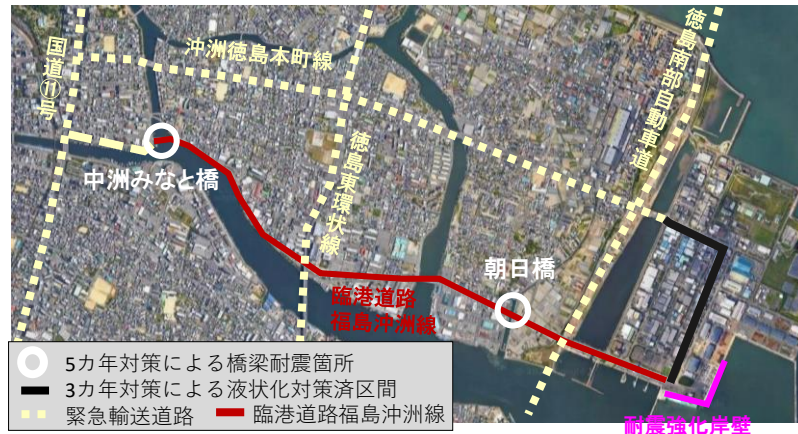 沖洲徳島本町線
国道⑪号
徳島南部自動車道
徳島東環状線
中洲みなと橋
朝日橋
臨港道路
福島沖洲線
5カ年対策による橋梁耐震箇所
3カ年対策による液状化対策済区間
緊急輸送道路
臨港道路福島沖洲線
耐震強化岸壁